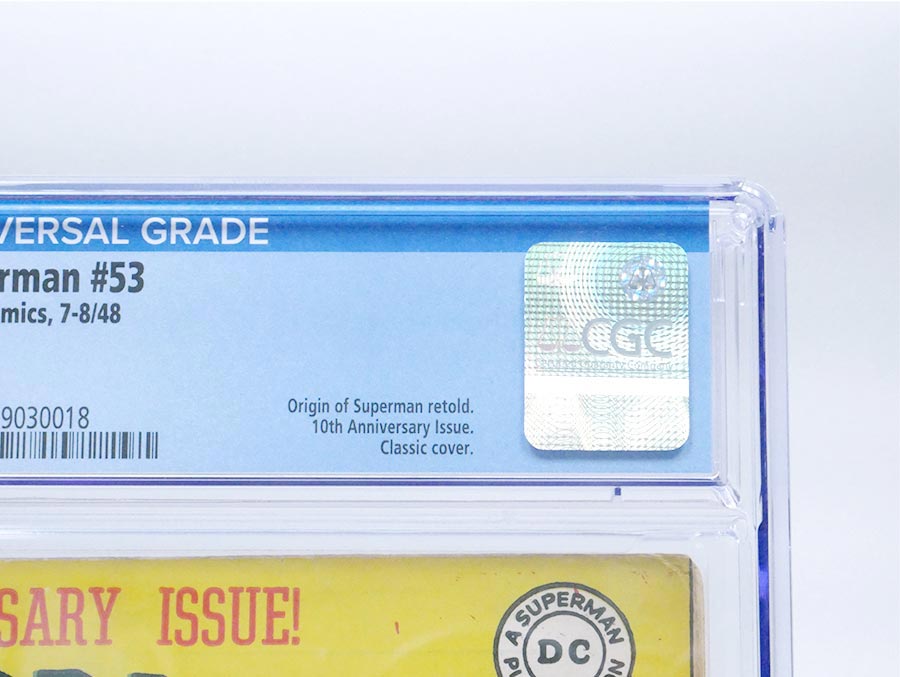 VERSAL GRADE
rman #53
mics, 7-8/48
9030018
Origin of Superman retold.
10th Anniversary Issue.
Classic cover.
CGC
SARY ISSUE!
A SUPERMAN
DC